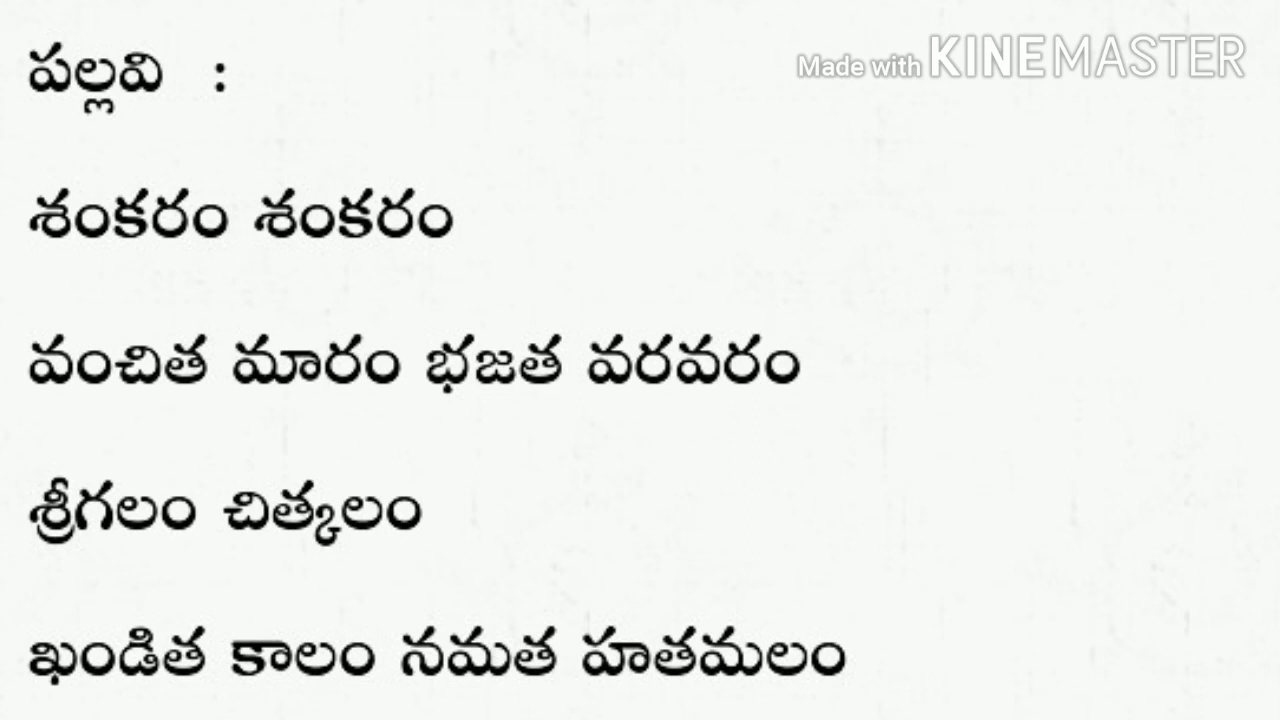 పల్లవి :
Made with KINEMASTER
శంకరం శంకరం
వంచిత మారం భజత వరవరం
శ్రీగలం చిత్కలం
ఖండిత కాలం నమత హతమలం